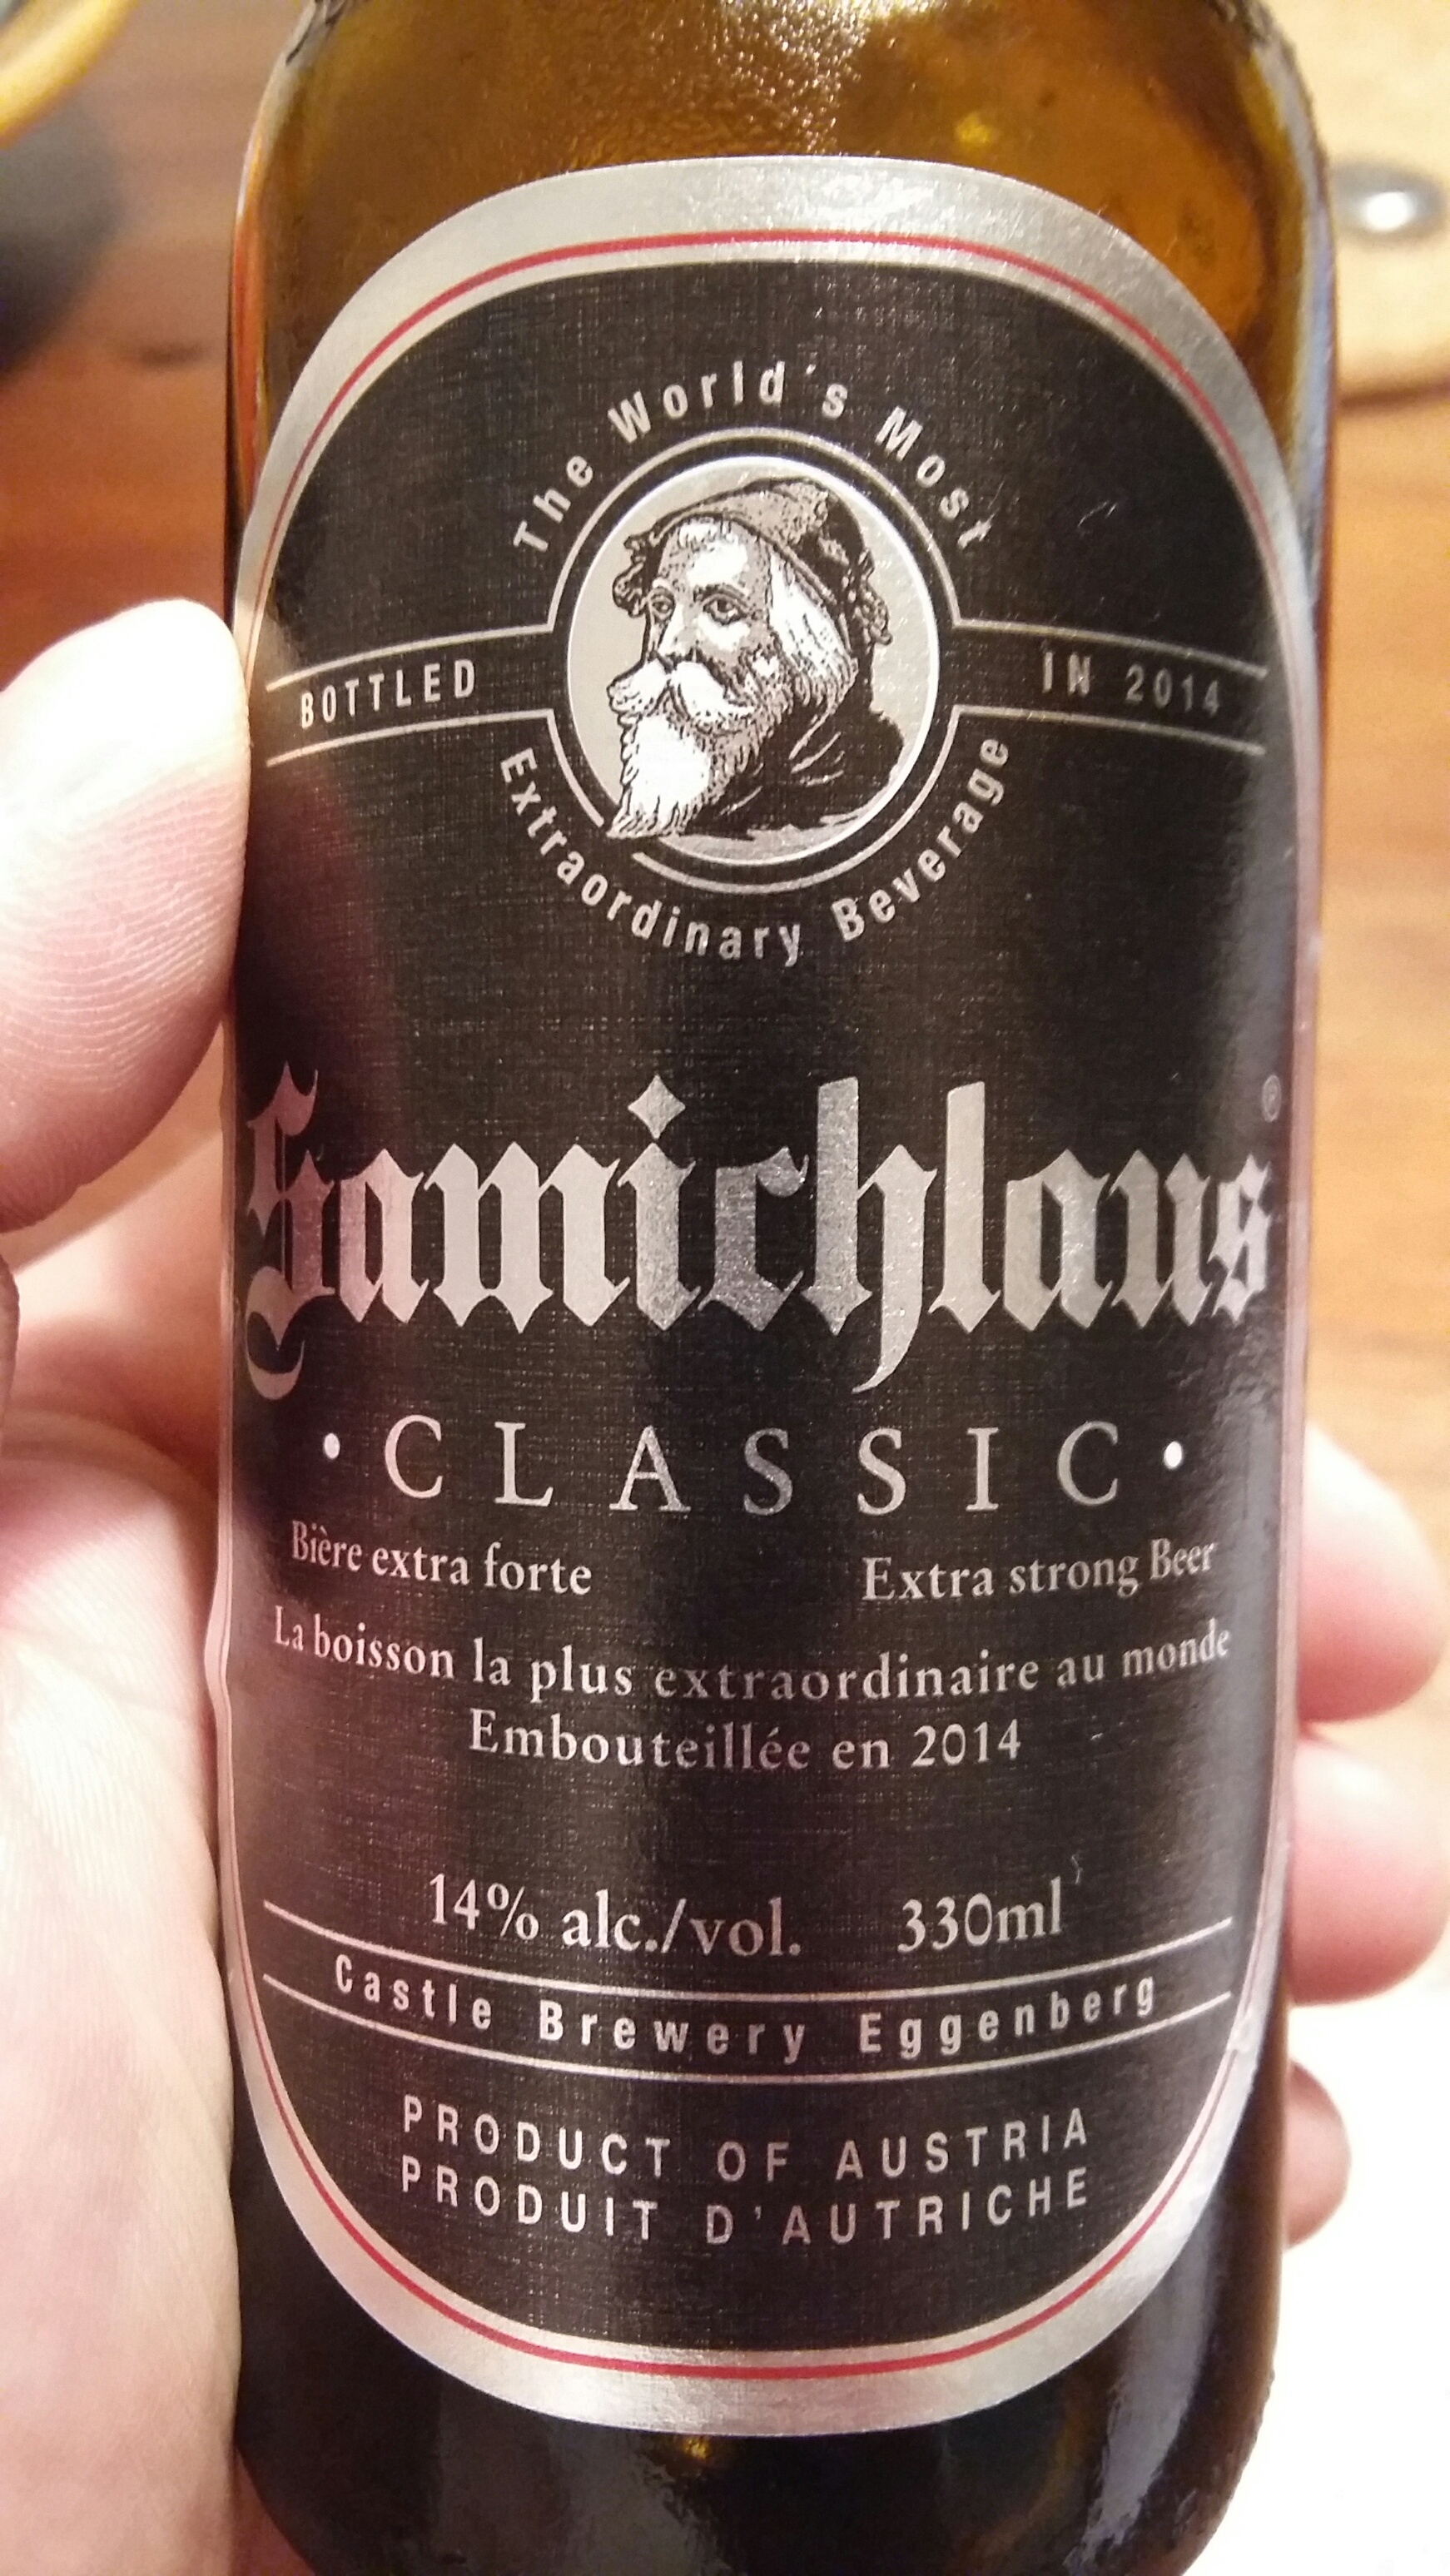 The World's Most
BOTTLED IN 2014
Extraordinary Beverage
Samichlaus®
• CLASSIC •
Bière extra forte Extra strong Beer
La boisson la plus extraordinaire au monde
Embouteillée en 2014
14% alc./vol. 330ml
Castle Brewery Eggenberg
PRODUCT OF AUSTRIA
PRODUIT D'AUTRICHE